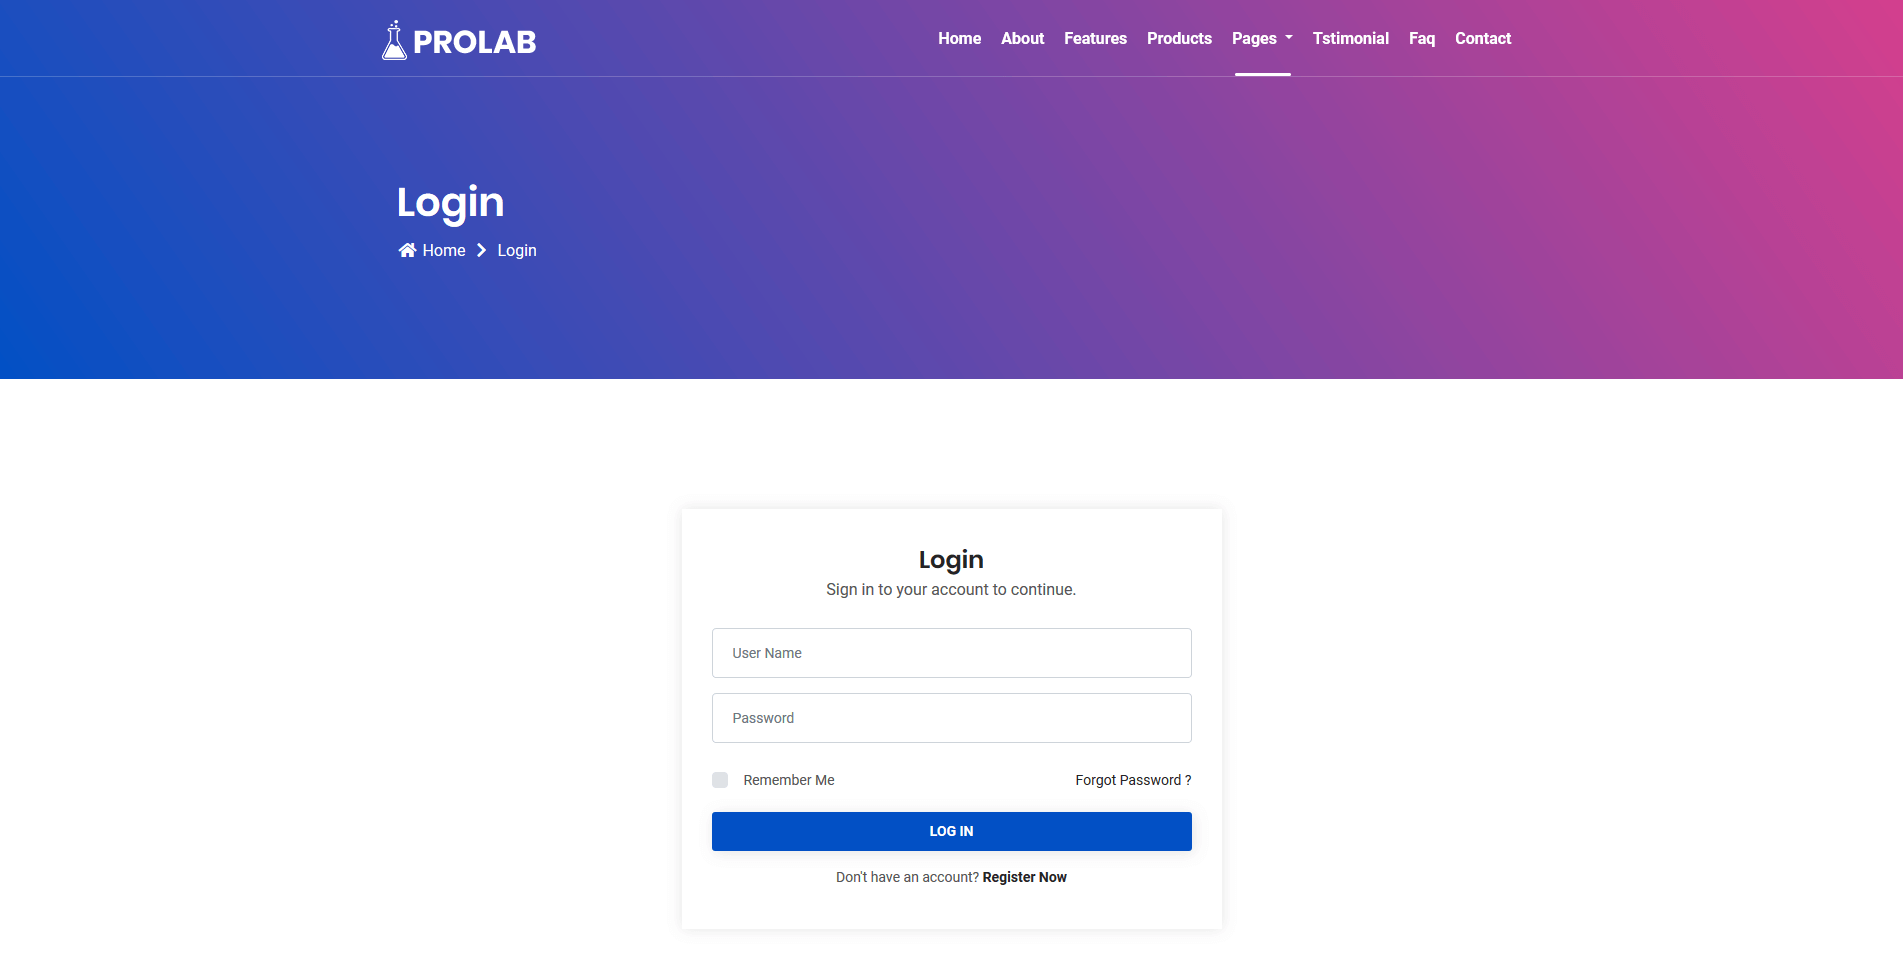 PROLAB
Home About Features Products Pages Tstimonial Faq Contact
Login
Home Login
Login
Sign in to your account to continue.
User Name
Password
Remember Me Forgot Password ?
LOG IN
Don't have an account? Register Now